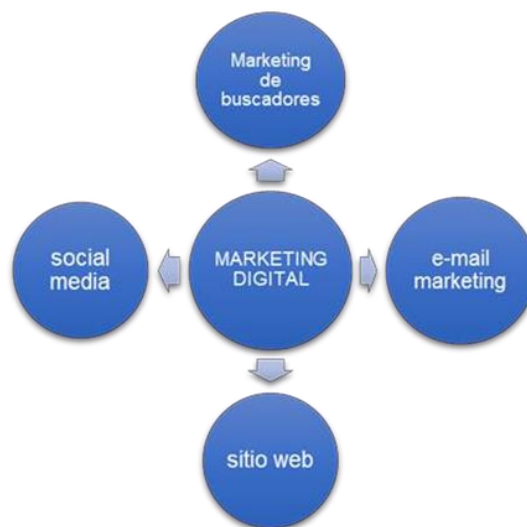 Marketing
de
buscadores
social
media
MARKETING
DIGITAL
e-mail
marketing
sitio web